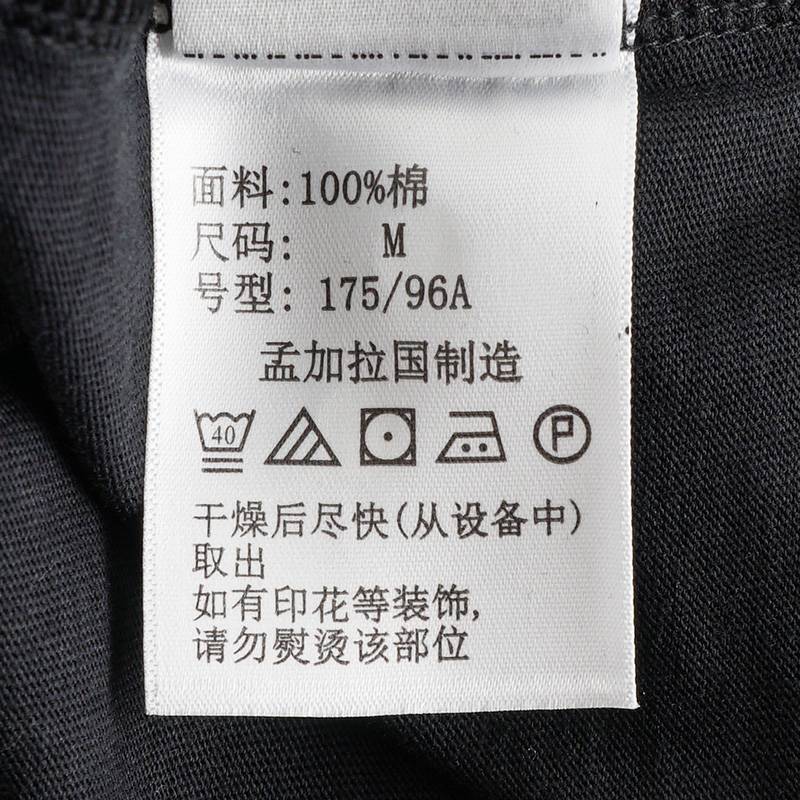 面料:100%棉
尺码: M
号型: 175/96A
孟加拉国制造
40 P
干燥后尽快(从设备中)
取出
如有印花等装饰,
请勿熨烫该部位